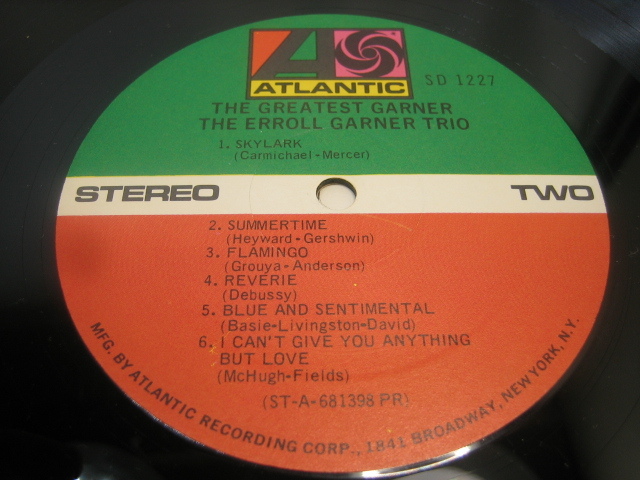 ATLANTIC
SD 1227
THE GREATEST GARNER
THE ERROLL GARNER TRIO
1. SKYLARK
(Carmichael-Mercer)
STEREO TWO
2. SUMMERTIME
(Heyward-Gershwin)
3. FLAMINGO
(Grouya-Anderson)
4. REVERIE
(Debussy)
5. BLUE AND SENTIMENTAL
(Basie-Livingston-David)
6. I CAN'T GIVE YOU ANYTHING
BUT LOVE
(McHugh-Fields)
(ST-A-681398 PR)
MFG. BY ATLANTIC RECORDING CORP., 1841 BROADWAY, NEW YORK, N.Y.